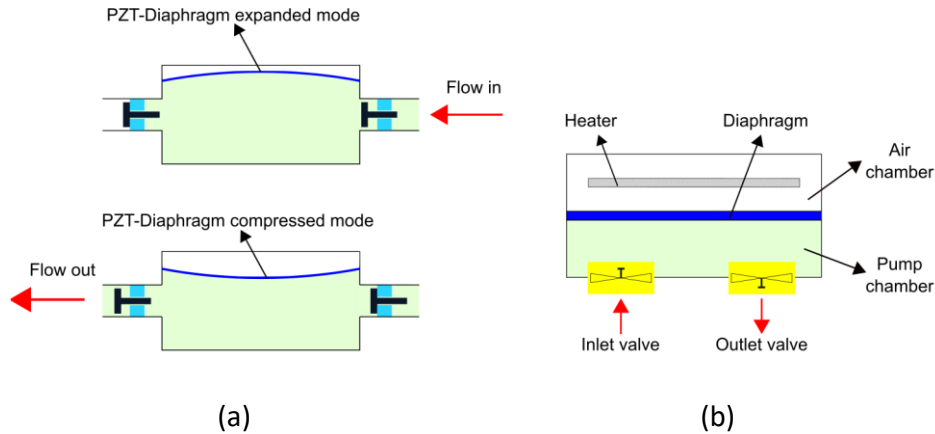 PZT-Diaphragm expanded mode
Flow in
PZT-Diaphragm compressed mode
Flow out
Heater
Diaphragm
Air
chamber
Pump
chamber
Inlet valve
Outlet valve
(a)
(b)